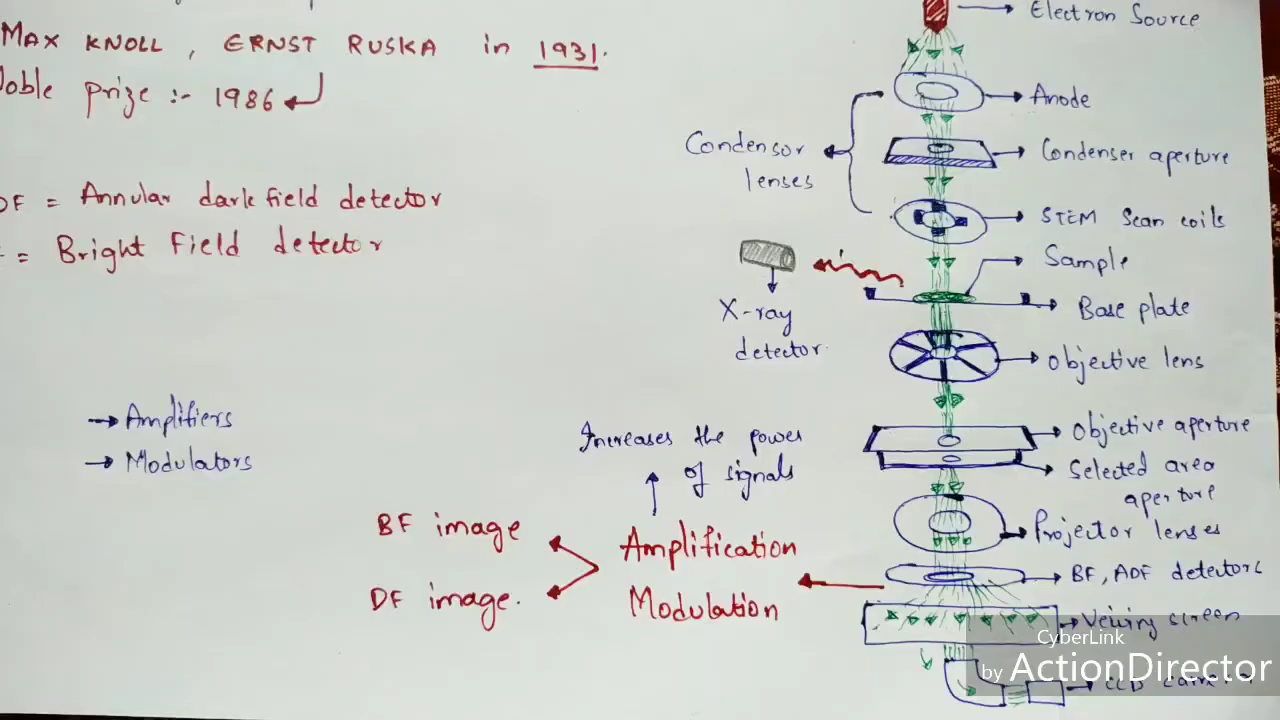 MAX KNOLL, ERNST RUSKA in 1931.
Noble prize :- 1986
DF = Annular dark field detector
= Bright Field detector
→ Amplifiers
→ Modulators
BF image
DF image.
Increases the power
of signals
Amplification
Modulation
Condensor
lenses
X-ray
detector.
Electron Source
Anode
Condenser aperture
STEM Scan coils
Sample
Base plate
Objective lens
Objective aperture
Selected area
aperture
Projector lenses
BF, ADF detectors
Veiwing screen
CCD
CyberLink
by ActionDirector